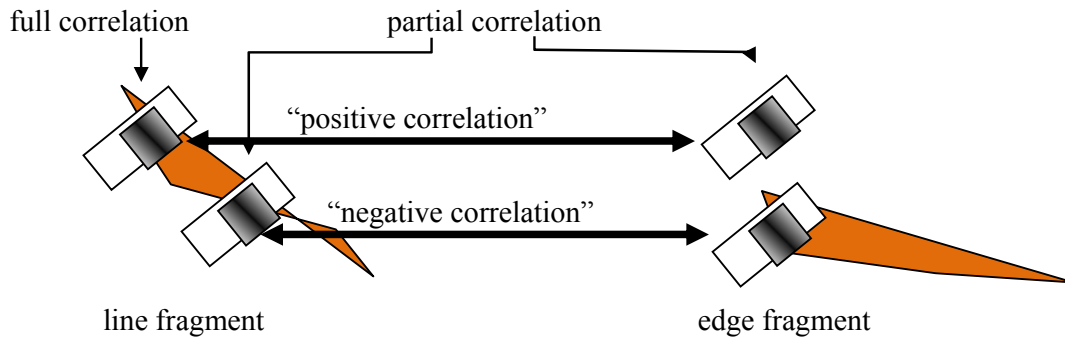 full correlation
partial correlation
“positive correlation”
“negative correlation”
line fragment
edge fragment